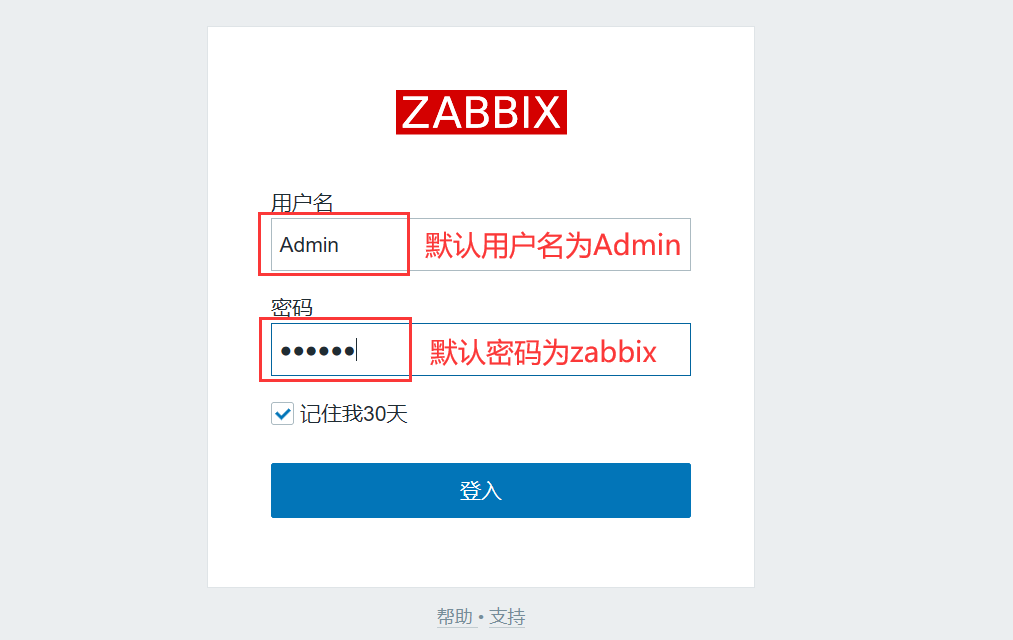 ZABBIX
用户名
Admin 默认用户名为Admin
密码
●●●●●● 默认密码为zabbix
记住我30天
登入
帮助 • 支持